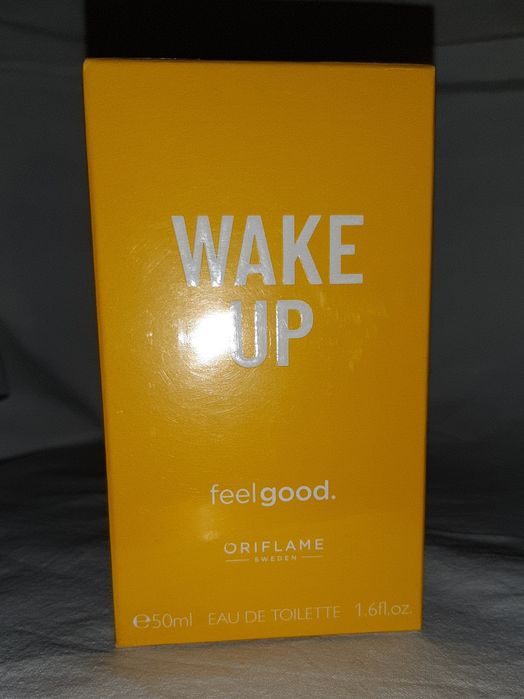 WAKE
UP
feelgood.
ORIFLAME
SWEDEN
℮50ml EAU DE TOILETTE 1.6fl.oz.